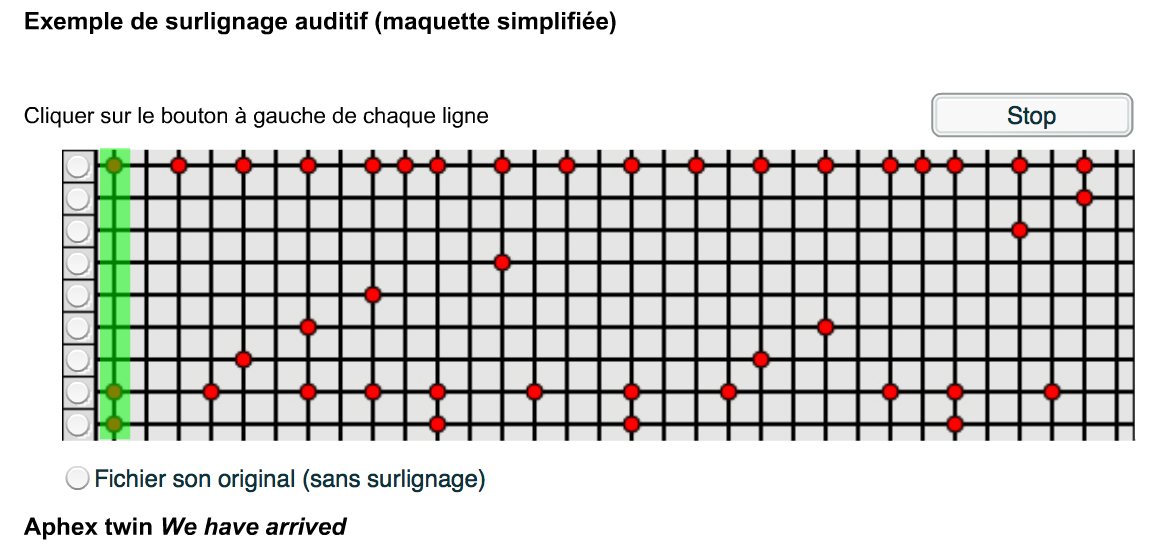 Exemple de surlignage auditif (maquette simplifiée)
Cliquer sur le bouton à gauche de chaque ligne
Stop
Fichier son original (sans surlignage)
Aphex twin We have arrived